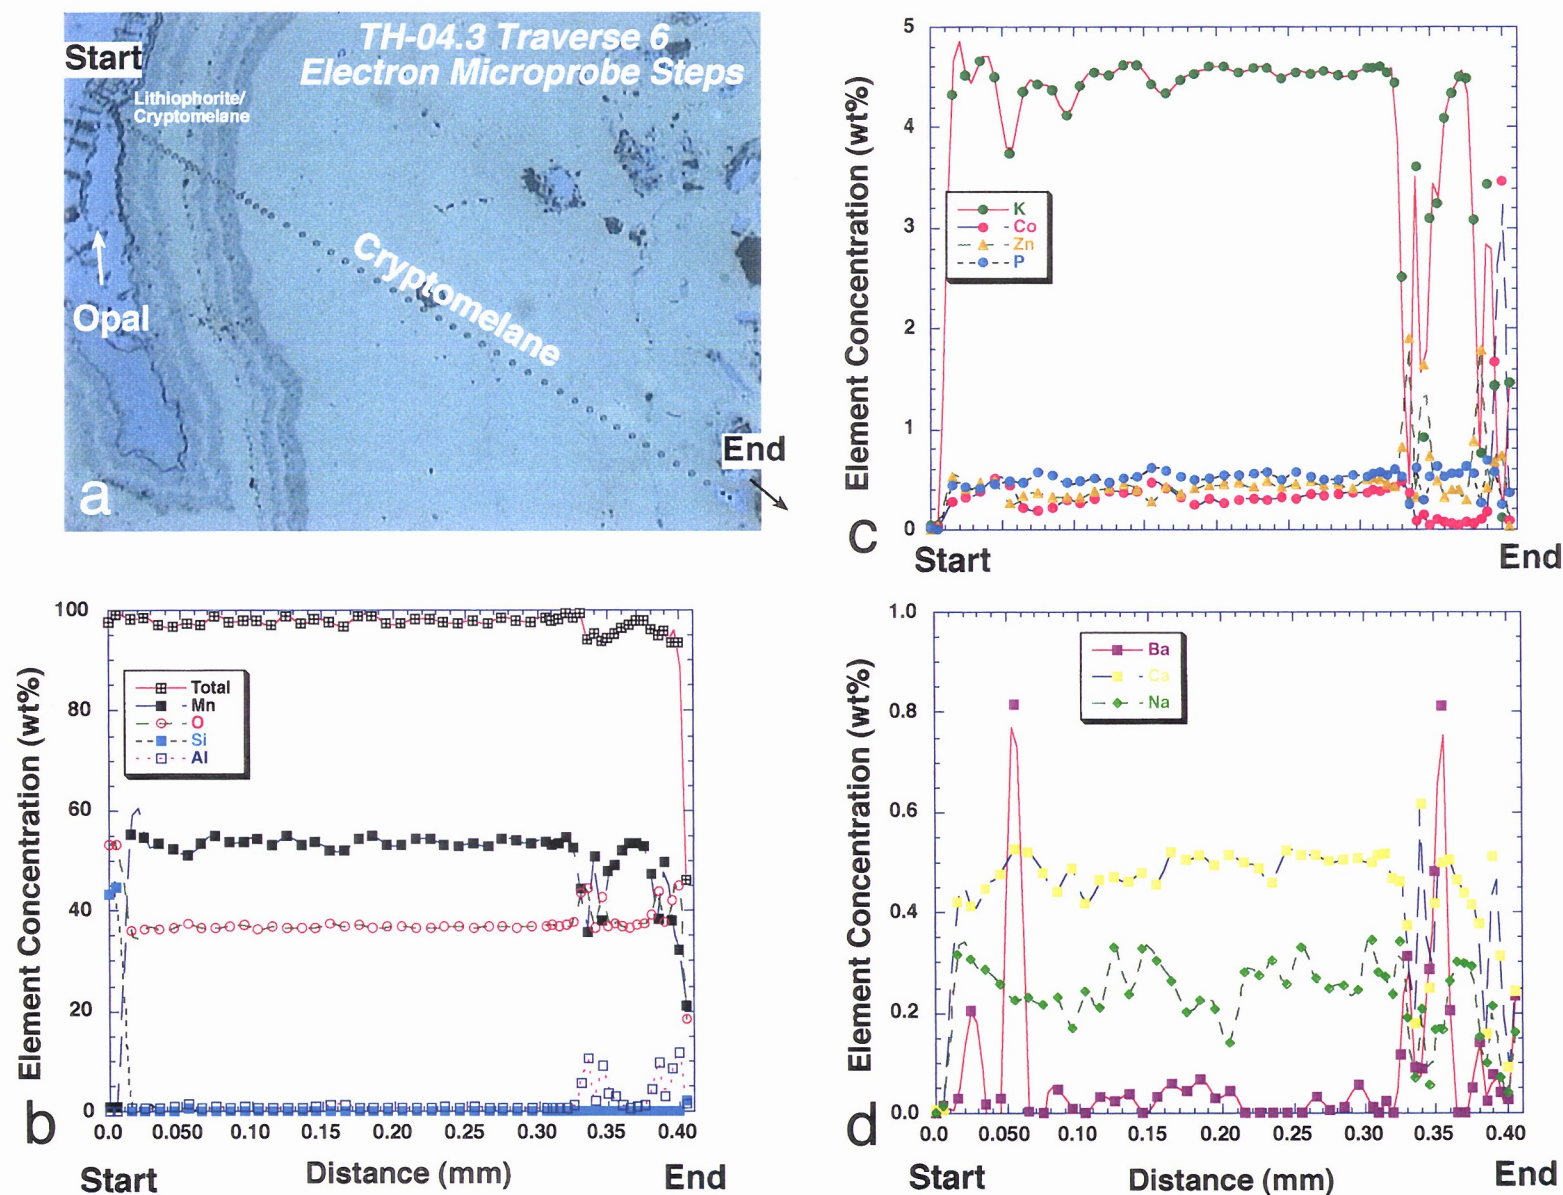 TH-04.3 Traverse 6
Electron Microprobe Steps
Start
Lithiophorite/
Cryptomelane
Cryptomelane
Opal
End
a
5
4
3
2
1
0
Element Concentration (wt%)
K
Co
Zn
P
c
Start
End
100
80
60
40
20
0
Element Concentration (wt%)
Total
Mn
O
Si
Al
b
0.0 0.050 0.10 0.15 0.20 0.25 0.30 0.35 0.40
Distance (mm)
Start
End
1.0
0.8
0.6
0.4
0.2
0.0
Element Concentration (wt%)
Ba
Ca
Na
d
0.0 0.050 0.10 0.15 0.20 0.25 0.30 0.35 0.40
Distance (mm)
Start
End